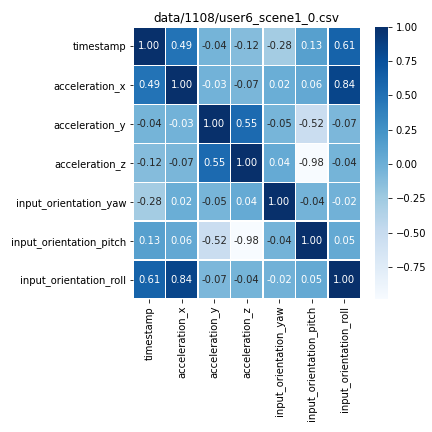 data/1108/user6_scene1_0.csv
timestamp 1.00 0.49 -0.04 -0.12 -0.28 0.13 0.61
acceleration_x 0.49 1.00 -0.03 -0.07 0.02 0.06 0.84
acceleration_y -0.04 -0.03 1.00 0.55 -0.05 -0.52 -0.07
acceleration_z -0.12 -0.07 0.55 1.00 0.04 -0.98 -0.04
input_orientation_yaw -0.28 0.02 -0.05 0.04 1.00 -0.04 -0.02
input_orientation_pitch 0.13 0.06 -0.52 -0.98 -0.04 1.00 0.05
input_orientation_roll 0.61 0.84 -0.07 -0.04 -0.02 0.05 1.00
timestamp
acceleration_x
acceleration_y
acceleration_z
input_orientation_yaw
input_orientation_pitch
input_orientation_roll
1.00
0.75
0.50
0.25
0.00
−0.25
−0.50
−0.75